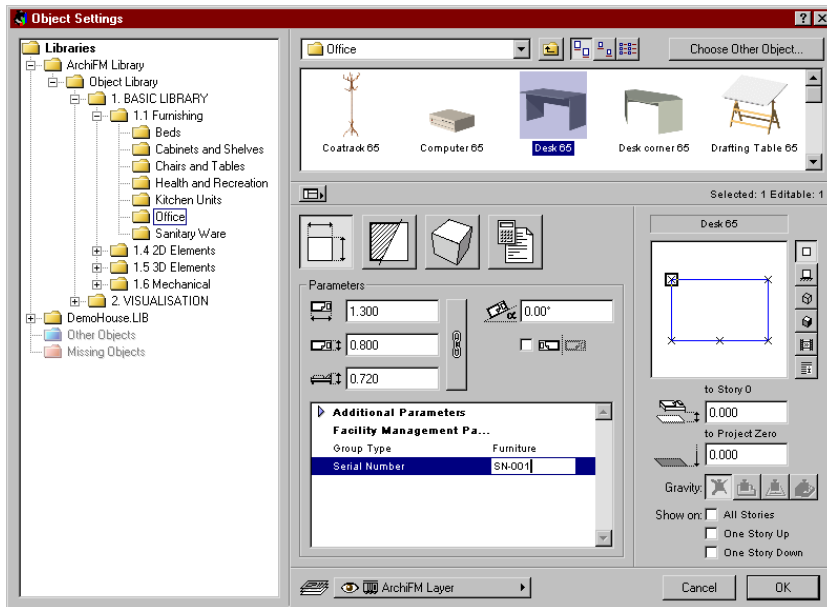 Object Settings
Libraries
ArchiFM Library
Object Library
1. BASIC LIBRARY
1.1 Furnishing
Beds
Cabinets and Shelves
Chairs and Tables
Health and Recreation
Kitchen Units
Office
Sanitary Ware
1.4 2D Elements
1.5 3D Elements
1.6 Mechanical
2. VISUALISATION
DemoHouse.LIB
Other Objects
Missing Objects
Office
Choose Other Object...
Coatrack 65
Computer 65
Desk 65
Desk corner 65
Drafting Table 65
Selected: 1 Editable: 1
Parameters
1.300
α 0.00°
0.800
0.720
Additional Parameters
Facility Management Pa...
Group Type Furniture
Serial Number SN-001
Desk 65
to Story 0
0.000
to Project Zero
0.000
Gravity:
Show on: All Stories
One Story Up
One Story Down
ArchiFM Layer
Cancel
OK